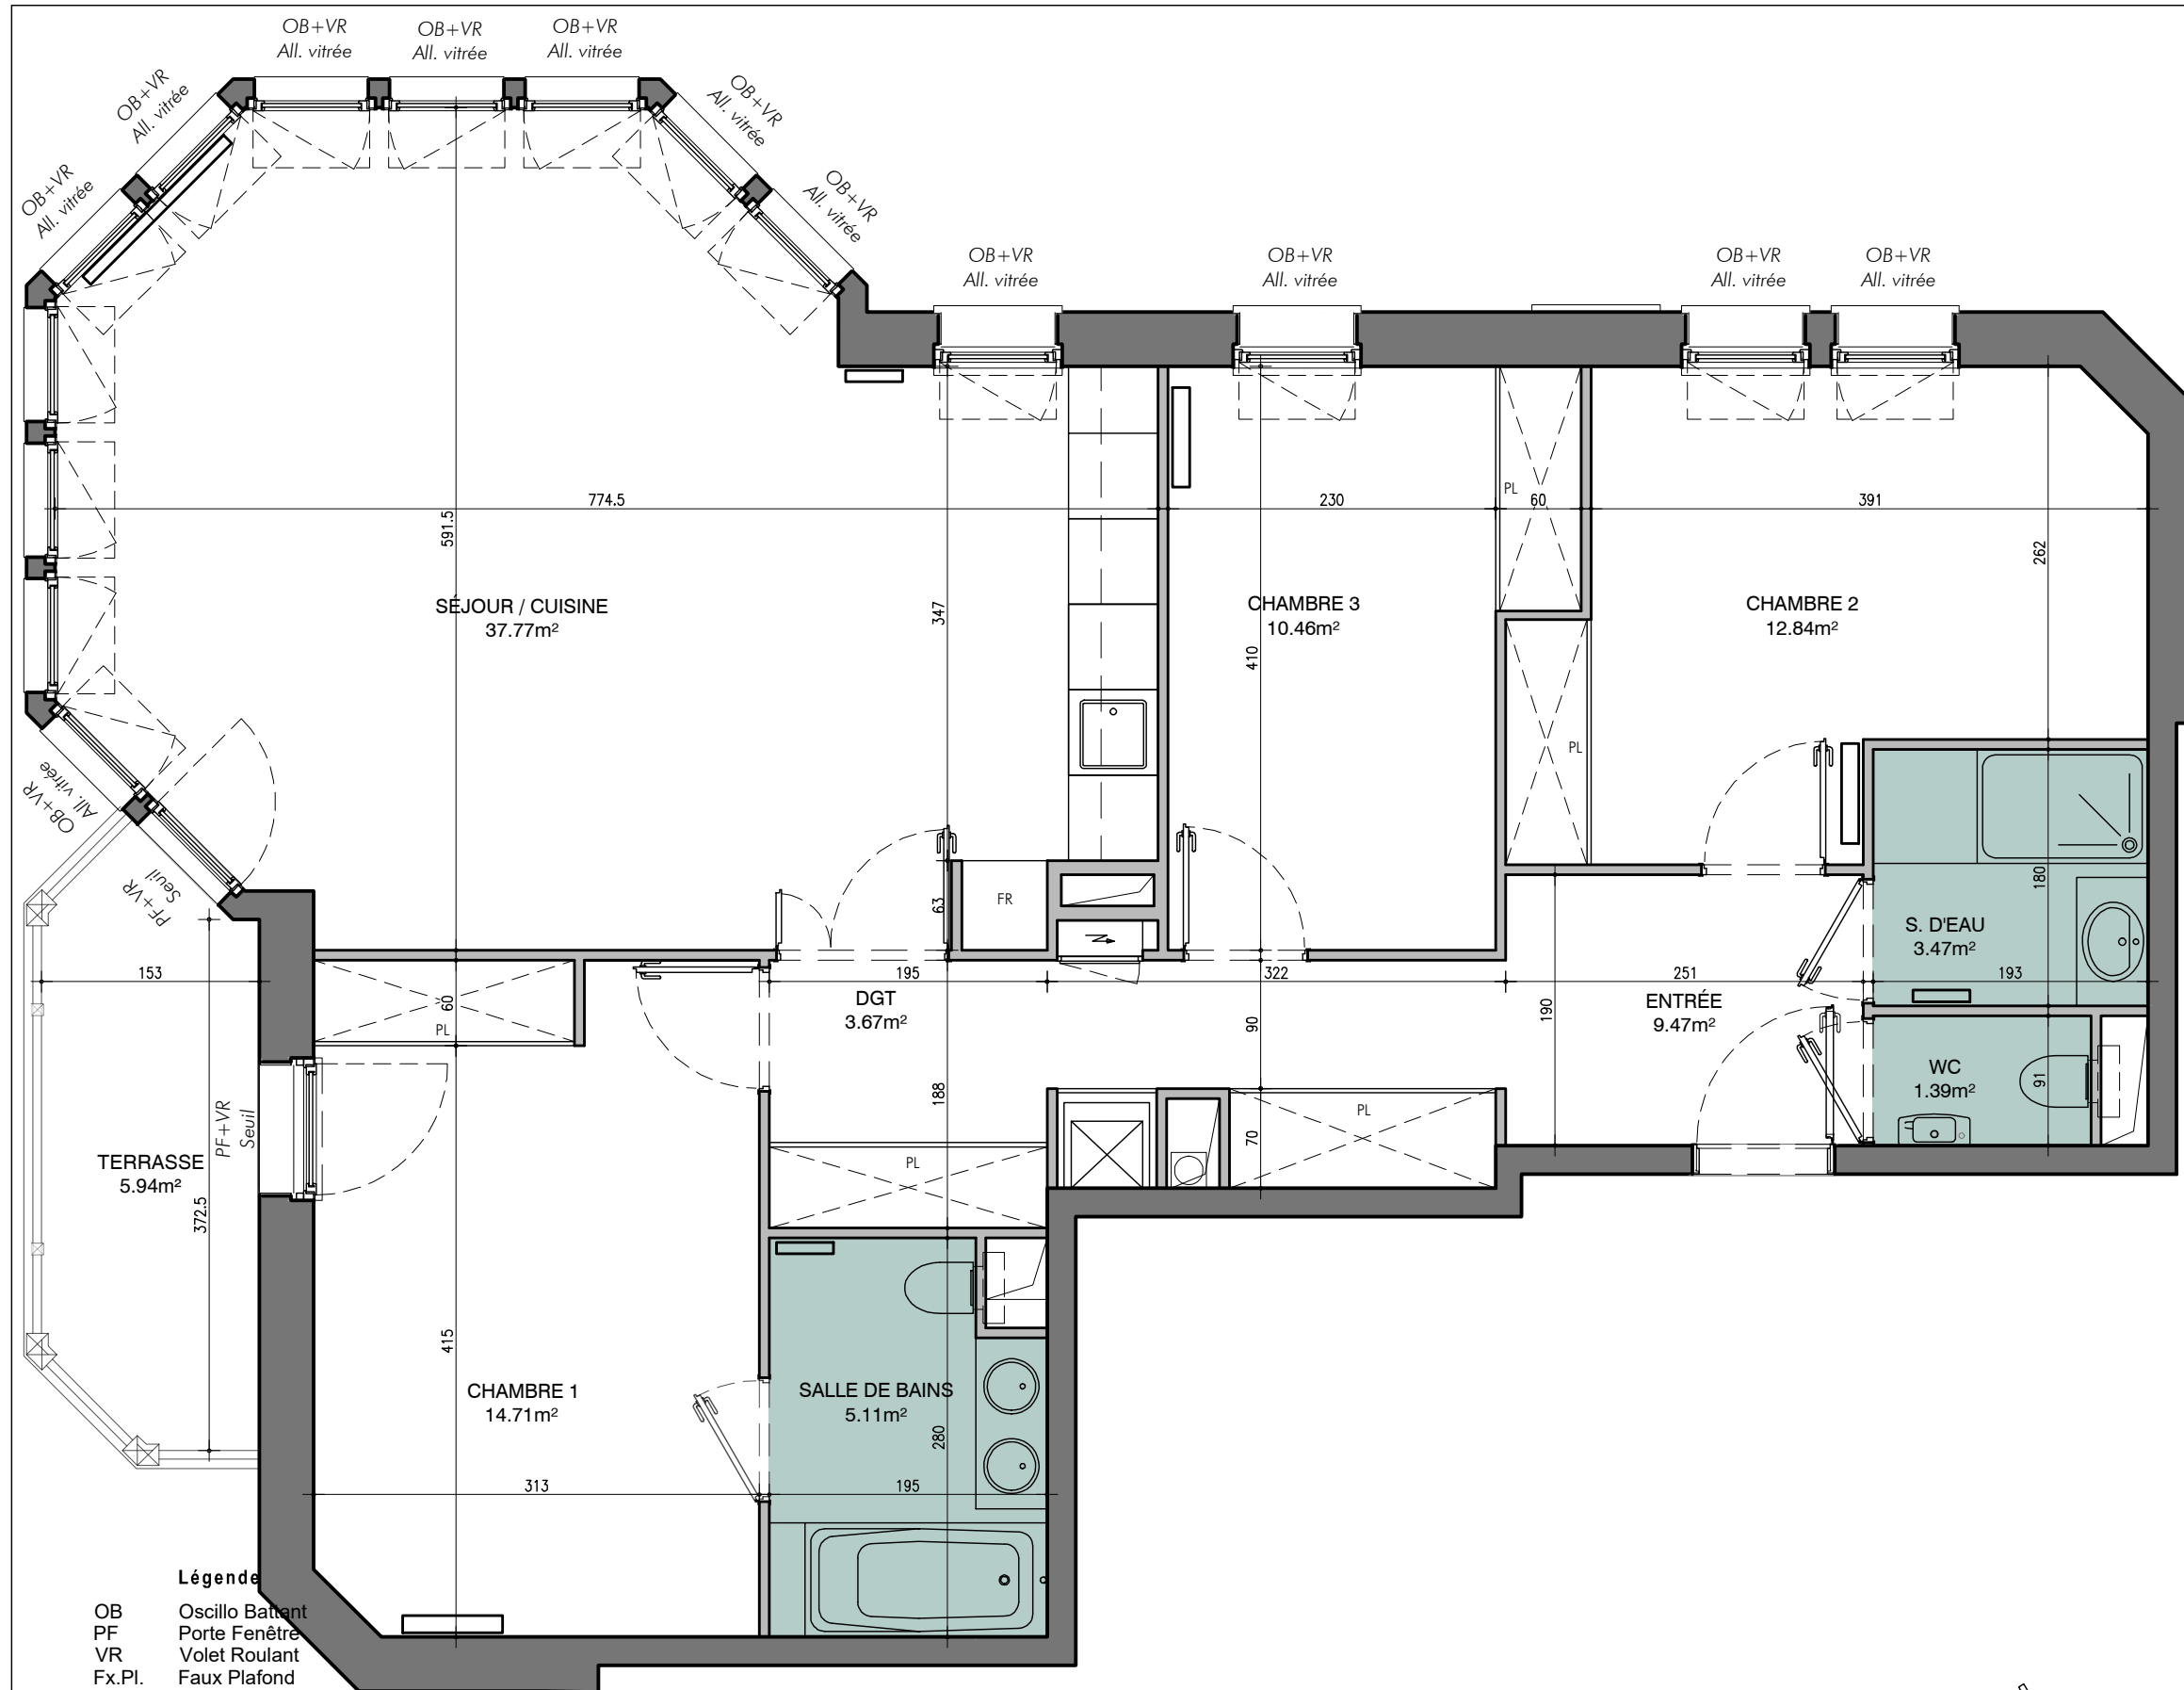 OB+VR
All. vitrée
OB+VR
All. vitrée
OB+VR
All. vitrée
OB+VR
All. vitrée
OB+VR
All. vitrée
OB+VR
All. vitrée
OB+VR
All. vitrée
OB+VR
All. vitrée
OB+VR
All. vitrée
OB+VR
All. vitrée
OB+VR
All. vitrée
774.5
591.5
230
PL
60
391
262
347
SÉJOUR / CUISINE
37.77m²
CHAMBRE 3
10.46m²
CHAMBRE 2
12.84m²
410
PL
OB+VR
All. vitrée
PF+VR
Seuil
63
FR
180
S. D'EAU
3.47m²
153
195
322
251
193
DGT
3.67m²
ENTRÉE
9.47m²
60
PL
90
190
WC
1.39m²
91
188
PL
70
PL
PF+VR
Seuil
TERRASSE
5.94m²
372.5
415
CHAMBRE 1
14.71m²
SALLE DE BAINS
5.11m²
280
313
195
Légende
OB Oscillo Battant
PF Porte Fenêtre
VR Volet Roulant
Fx.Pl. Faux Plafond